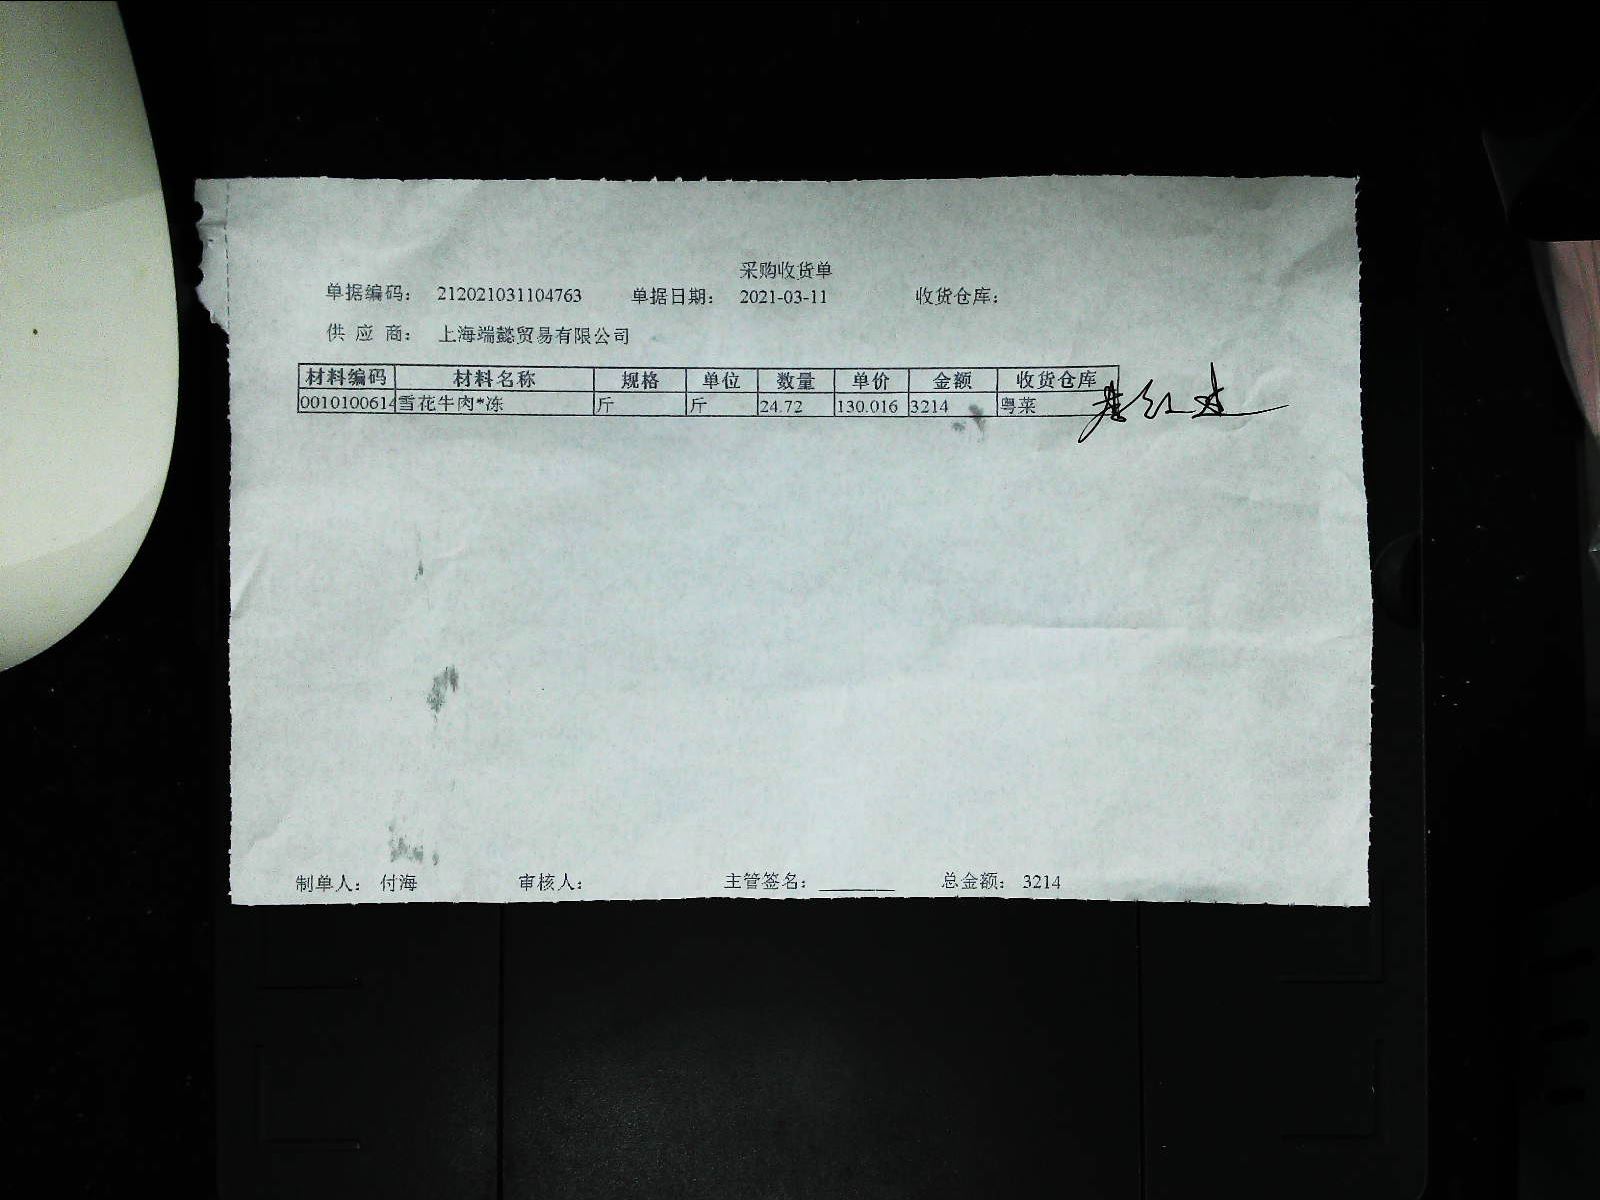 采购收货单
单据编码： 212021031104763 单据日期： 2021-03-11 收货仓库：
供 应 商： 上海端懿贸易有限公司
材料编码 材料名称 规格 单位 数量 单价 金额 收货仓库
0010100614 雪花牛肉*冻 斤 斤 24.72 130.016 3214 粤菜
制单人： 付海 审核人： 主管签名： ________ 总金额： 3214